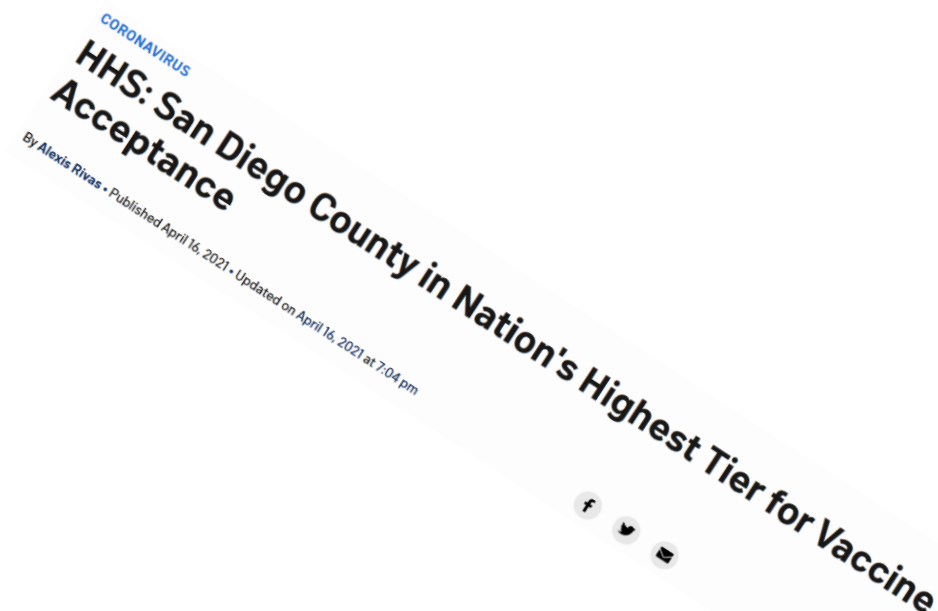 CORONAVIRUS
HHS: San Diego County in Nation's Highest Tier for Vaccine
Acceptance
By Alexis Rivas • Published April 16, 2021 • Updated on April 16, 2021 at 7:04 pm